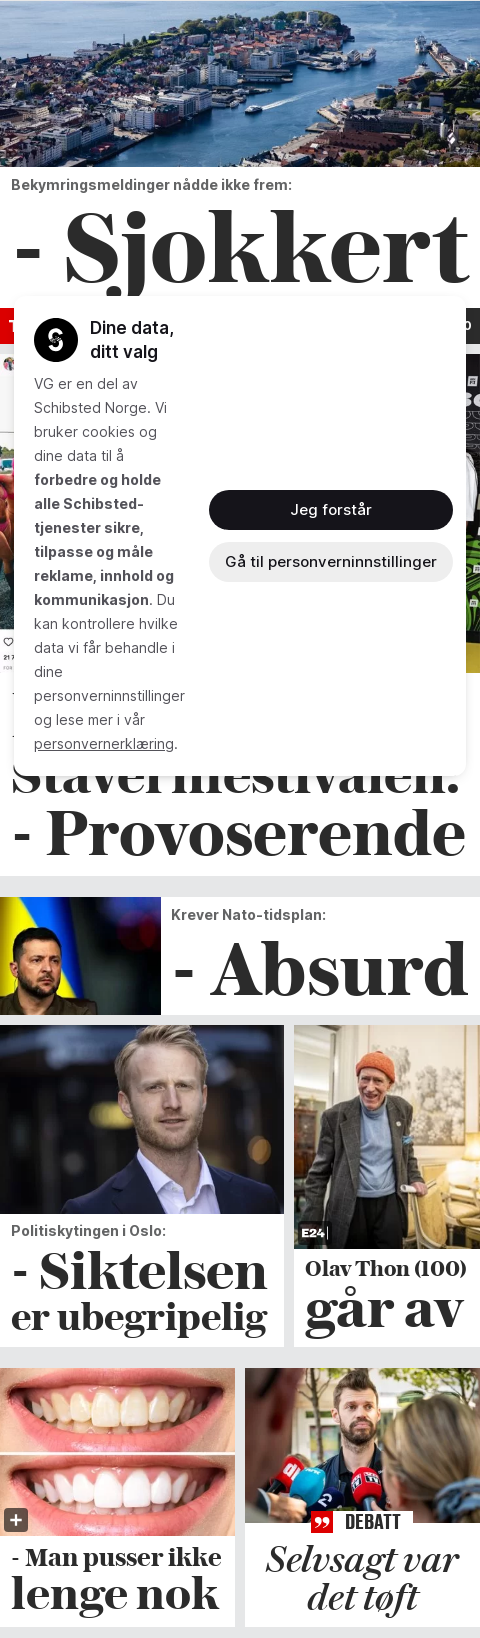 Bekymringsmeldinger nådde ikke frem:
- Sjokkert
Dine data,
ditt valg
VG er en del av
Schibsted Norge. Vi
bruker cookies og
dine data til å
forbedre og holde
alle Schibsted-
tjenester sikre,
tilpasse og måle
reklame, innhold og
kommunikasjon. Du
kan kontrollere hvilke
data vi får behandle i
dine
personverninnstillinger
og lese mer i vår
personvernerklæring.
Jeg forstår
Gå til personverninnstillinger
- Provoserende
Krever Nato-tidsplan:
- Absurd
Politiskytingen i Oslo:
- Siktelsen
er ubegripelig
E24
Olav Thon (100)
går av
- Man pusser ikke
lenge nok
DEBATT
Selvsagt var
det tøft